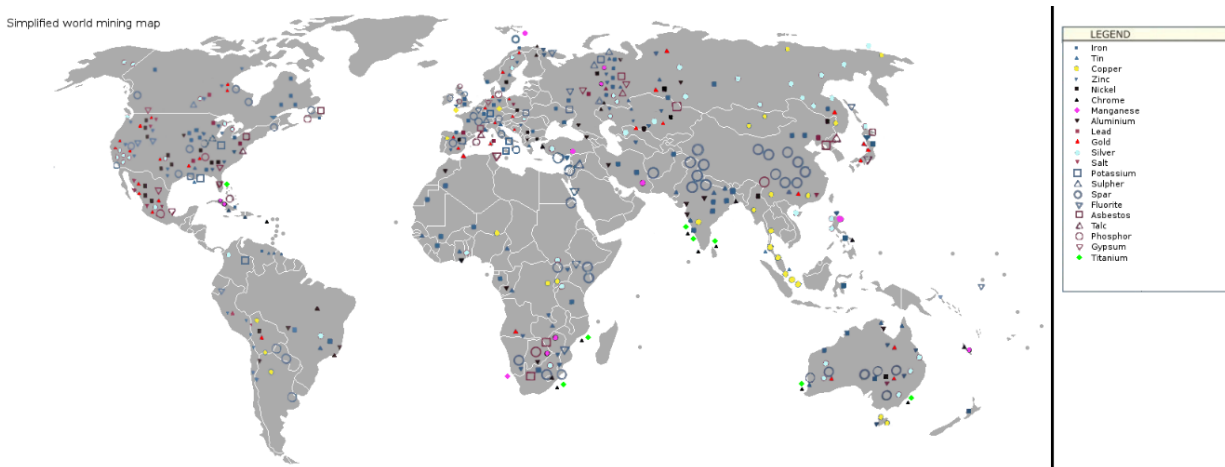 Simplified world mining map
LEGEND
Iron
Tin
Copper
Zinc
Nickel
Chrome
Manganese
Aluminium
Lead
Gold
Silver
Salt
Potassium
Sulpher
Spar
Fluorite
Asbestos
Talc
Phosphor
Gypsum
Titanium